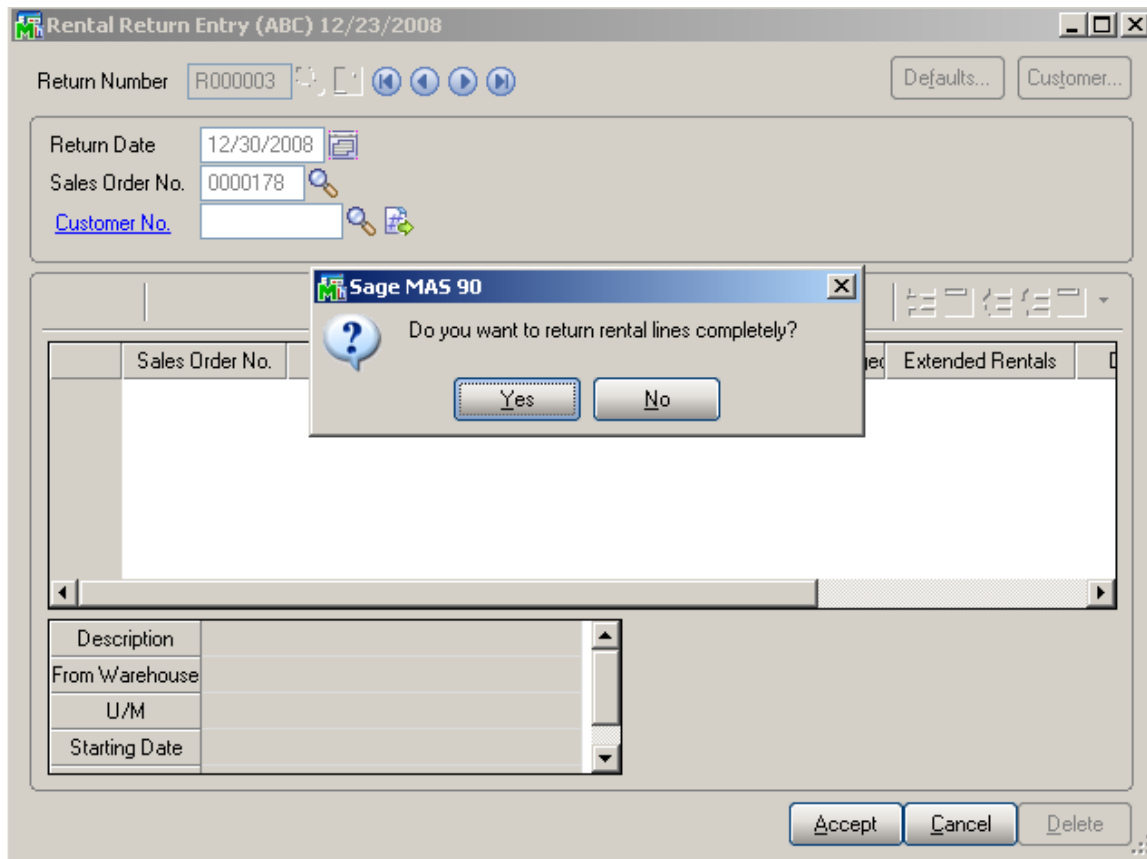 Rental Return Entry (ABC) 12/23/2008
Return Number R000003 Defaults... Customer...
Return Date 12/30/2008
Sales Order No. 0000178
Customer No.
Sage MAS 90
Do you want to return rental lines completely?
Yes No
Sales Order No. Extended Rentals
Description
From Warehouse
U/M
Starting Date
Accept Cancel Delete